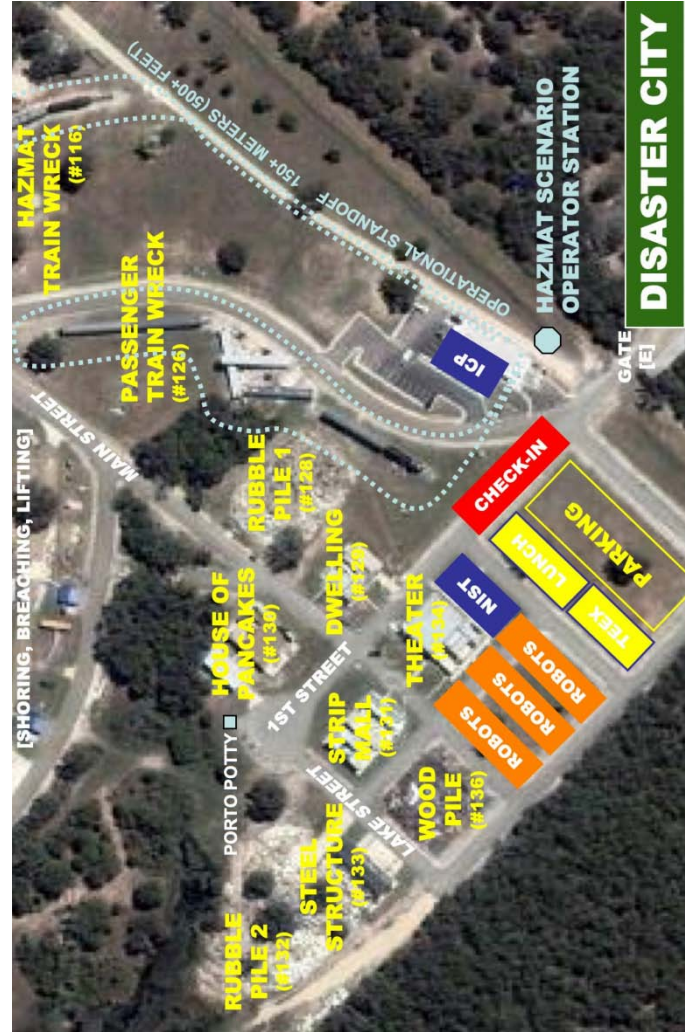 [SHORING, BREACHING, LIFTING]
HAZMAT
TRAIN WRECK
(#116)
MAIN STREET
PASSENGER
TRAIN WRECK
(#126)
150+ METERS (500+ FEET)
OPERATIONAL STANDOFF
PORTO POTTY
HOUSE OF
PANCAKES
(#130)
RUBBLE
PILE 1
(#128)
RUBBLE
PILE 2
(#132)
1ST STREET
DWELLING
(#129)
STEEL
STRUCTURE
(#133)
STRIP
MALL
(#131)
LAKE STREET
THEATER
(#134)
WOOD
PILE
(#136)
ICP
CHECK-IN
NIST
ROBOTS
ROBOTS
ROBOTS
LUNCH
TEEX
PARKING
HAZMAT SCENARIO
OPERATOR STATION
GATE
[E]
DISASTER CITY